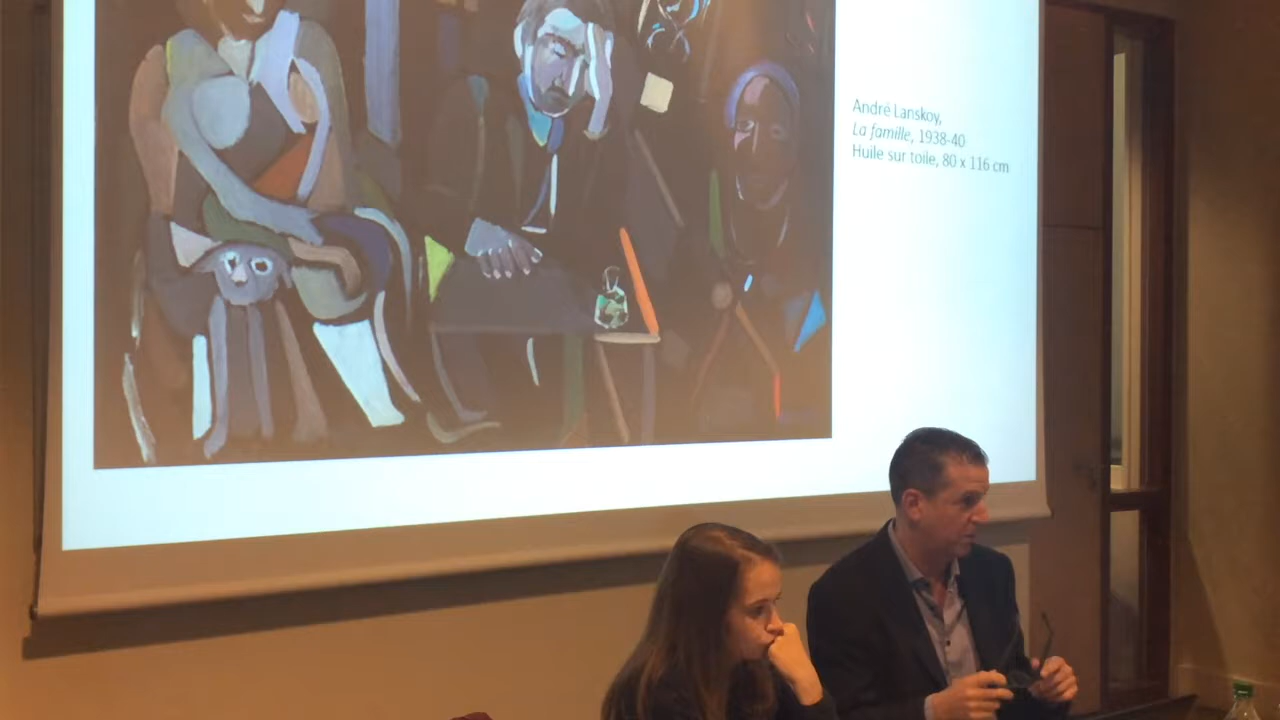 André Lanskoy,
La famille, 1938-40
Huile sur toile, 80 x 116 cm